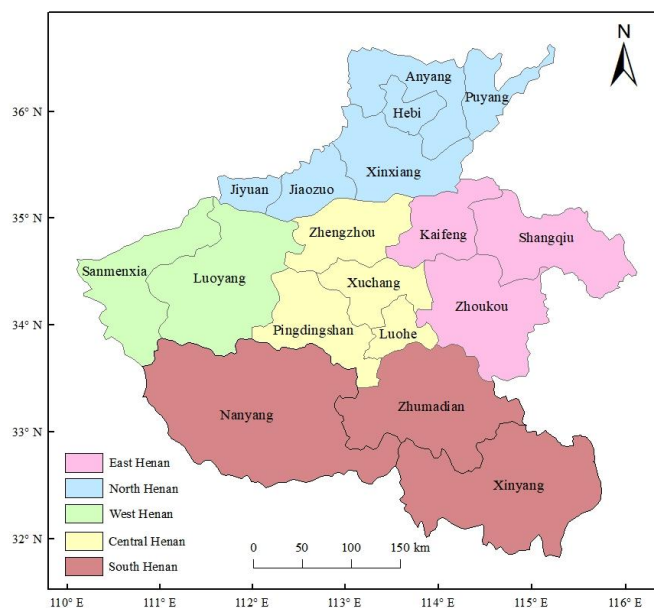 N
Anyang
Puyang
Hebi
36° N
Xinxiang
Jiyuan
Jiaozuo
35° N
Zhengzhou
Kaifeng
Shangqiu
Sanmenxia
Luoyang
Xuchang
Zhoukou
34° N
Pingdingshan
Luohe
Nanyang
Zhumadian
33° N
East Henan
North Henan
Xinyang
West Henan
Central Henan
32° N
0 50 100 150 km
South Henan
110° E 111° E 112° E 113° E 114° E 115° E 116° E